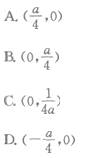 A. (a/4, 0)
B. (0, a/4)
C. (0, 1/4a)
D. (−a/4, 0)